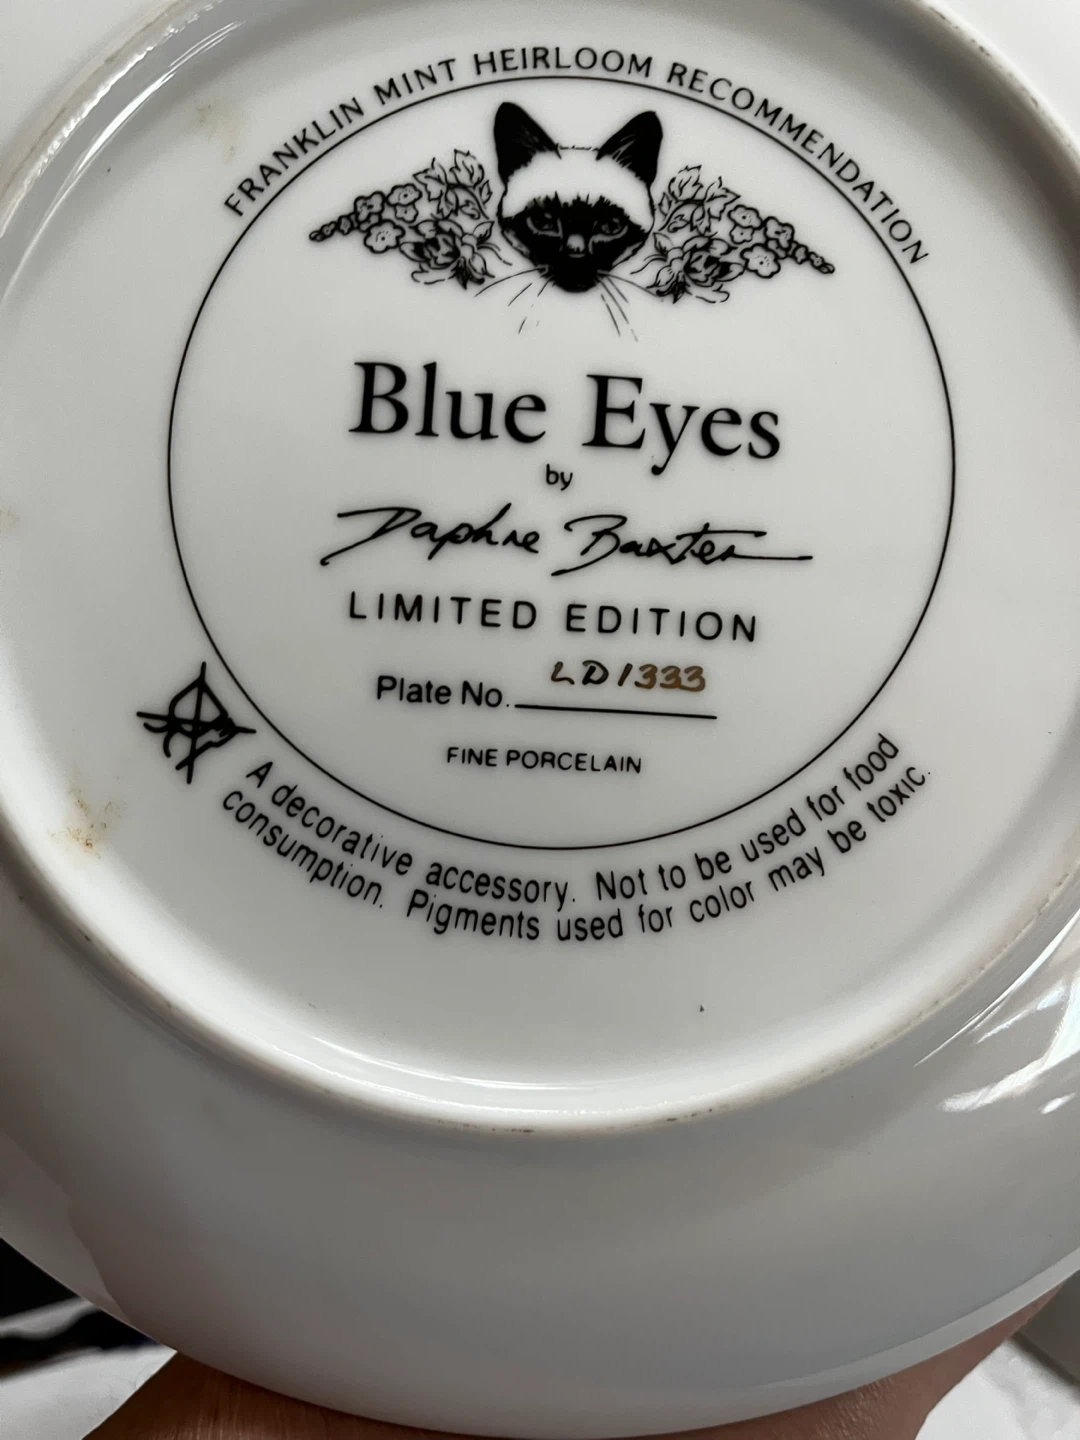 FRANKLIN MINT HEIRLOOM RECOMMENDATION
Blue Eyes
by
Daphne Baxter
LIMITED EDITION
Plate No. LD1333
FINE PORCELAIN
A decorative accessory. Not to be used for food
consumption. Pigments used for color may be toxic.